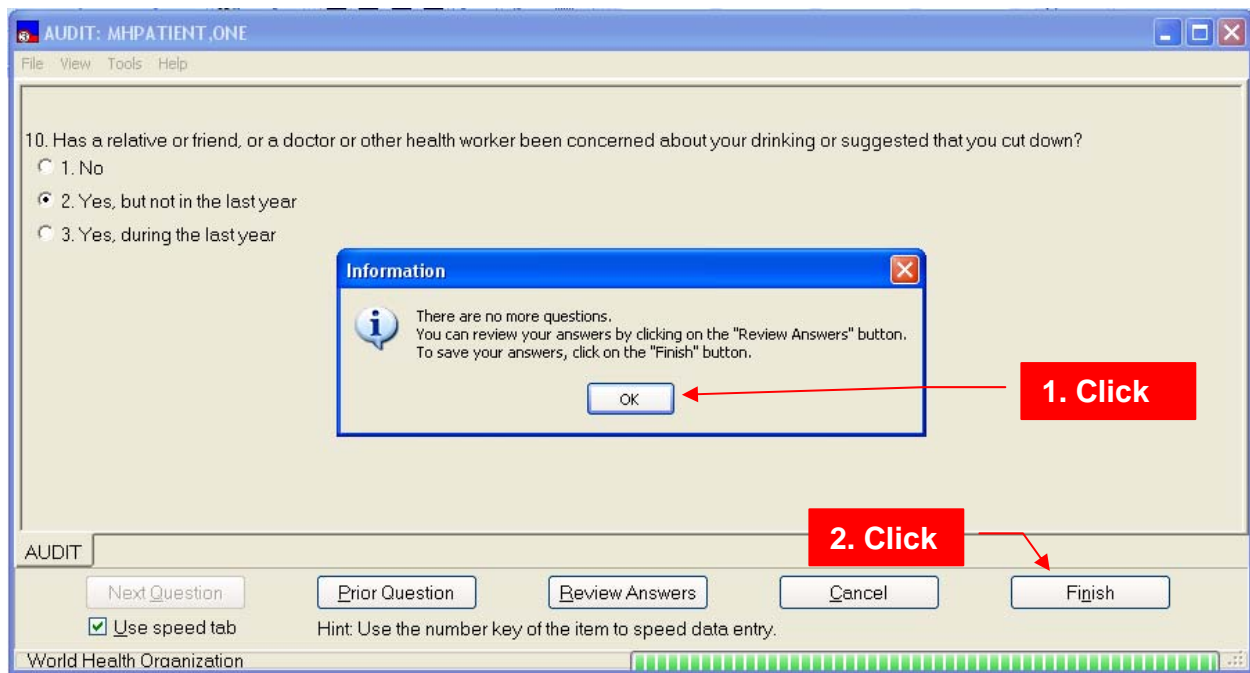 AUDIT: MHPATIENT,ONE
File View Tools Help
10. Has a relative or friend, or a doctor or other health worker been concerned about your drinking or suggested that you cut down?
1. No
2. Yes, but not in the last year
3. Yes, during the last year
Information
There are no more questions.
You can review your answers by clicking on the "Review Answers" button.
To save your answers, click on the "Finish" button.
OK
1. Click
2. Click
AUDIT
Next Question Prior Question Review Answers Cancel Finish
Use speed tab Hint: Use the number key of the item to speed data entry.
World Health Organization